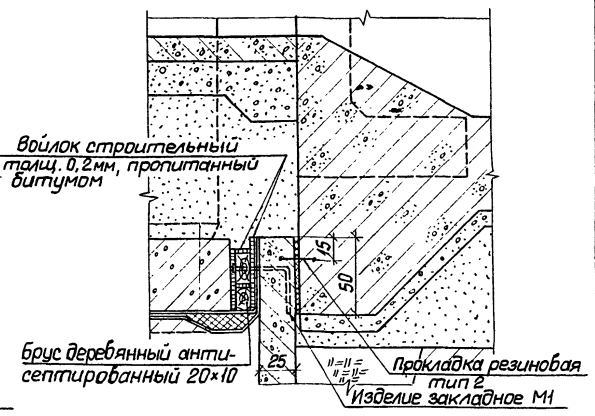 Войлок строительный
толщ. 0,2мм, пропитанный
битумом
15
50
25
Брус деревянный анти-
септированный 20×10
Прокладка резиновая
тип 2
Изделие закладное М1